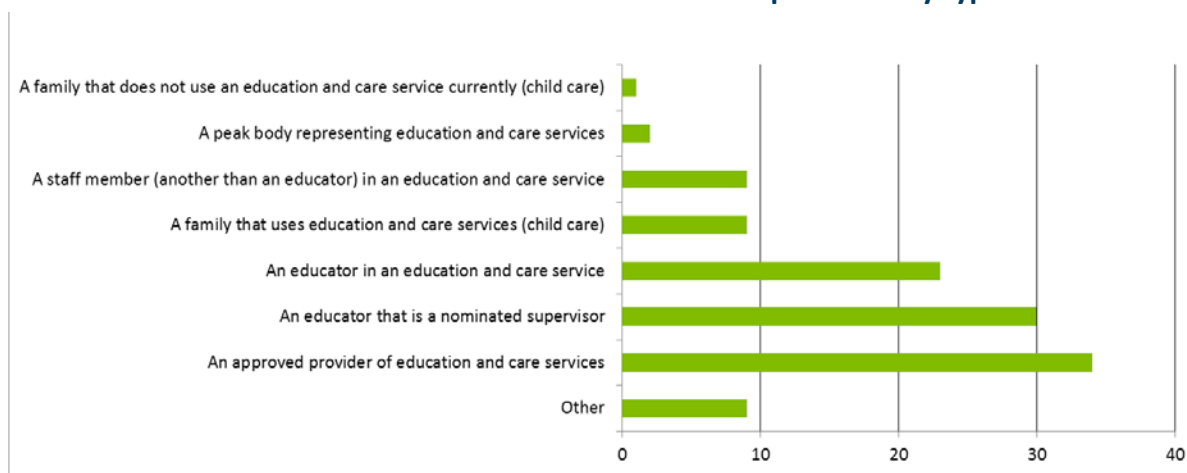 A family that does not use an education and care service currently (child care)
A peak body representing education and care services
A staff member (another than an educator) in an education and care service
A family that uses education and care services (child care)
An educator in an education and care service
An educator that is a nominated supervisor
An approved provider of education and care services
Other
0 10 20 30 40